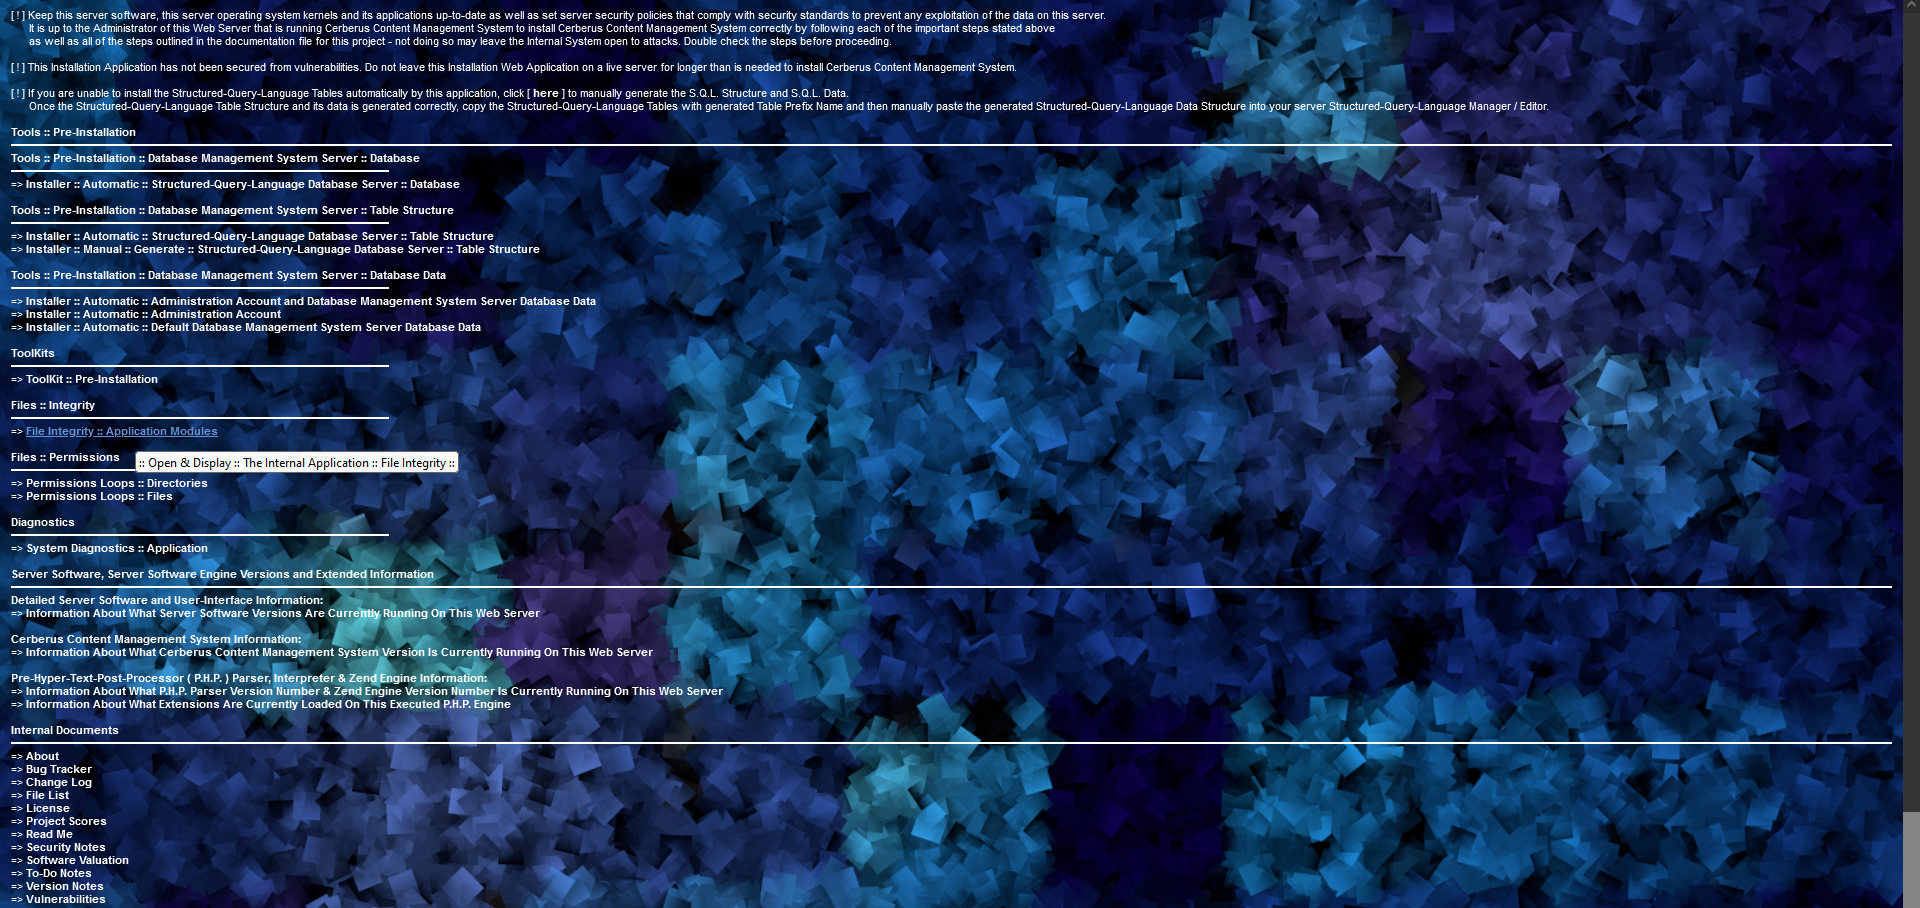 [ ! ] Keep this server software, this server operating system kernels and its applications up-to-date as well as set server security policies that comply with security standards to prevent any exploitation of the data on this server.
It is up to the Administrator of this Web Server that is running Cerberus Content Management System to install Cerberus Content Management System correctly by following each of the important steps stated above
as well as all of the steps outlined in the documentation file for this project - not doing so may leave the Internal System open to attacks. Double check the steps before proceeding.
[ ! ] This Installation Application has not been secured from vulnerabilities. Do not leave this Installation Web Application on a live server for longer than is needed to install Cerberus Content Management System.
[ ! ] If you are unable to install the Structured-Query-Language Tables automatically by this application, click [ here ] to manually generate the S.Q.L. Structure and S.Q.L. Data.
Once the Structured-Query-Language Table Structure and its data is generated correctly, copy the Structured-Query-Language Tables with generated Table Prefix Name and then manually paste the generated Structured-Query-Language Data Structure into your server Structured-Query-Language Manager / Editor.
Tools :: Pre-Installation
Tools :: Pre-Installation :: Database Management System Server :: Database
=> Installer :: Automatic :: Structured-Query-Language Database Server :: Database
Tools :: Pre-Installation :: Database Management System Server :: Table Structure
=> Installer :: Automatic :: Structured-Query-Language Database Server :: Table Structure
=> Installer :: Manual :: Generate :: Structured-Query-Language Database Server :: Table Structure
Tools :: Pre-Installation :: Database Management System Server :: Database Data
=> Installer :: Automatic :: Administration Account and Database Management System Server Database Data
=> Installer :: Automatic :: Administration Account
=> Installer :: Automatic :: Default Database Management System Server Database Data
ToolKits
=> ToolKit :: Pre-Installation
Files :: Integrity
=> File Integrity :: Application Modules
Files :: Permissions
:: Open & Display :: The Internal Application :: File Integrity ::
=> Permissions Loops :: Directories
=> Permissions Loops :: Files
Diagnostics
=> System Diagnostics :: Application
Server Software, Server Software Engine Versions and Extended Information
Detailed Server Software and User-Interface Information:
=> Information About What Server Software Versions Are Currently Running On This Web Server
Cerberus Content Management System Information:
=> Information About What Cerberus Content Management System Version Is Currently Running On This Web Server
Pre-Hyper-Text-Post-Processor ( P.H.P. ) Parser, Interpreter & Zend Engine Information:
=> Information About What P.H.P. Parser Version Number & Zend Engine Version Number Is Currently Running On This Web Server
=> Information About What Extensions Are Currently Loaded On This Executed P.H.P. Engine
Internal Documents
=> About
=> Bug Tracker
=> Change Log
=> File List
=> License
=> Project Scores
=> Read Me
=> Security Notes
=> Software Valuation
=> To-Do Notes
=> Version Notes
=> Vulnerabilities